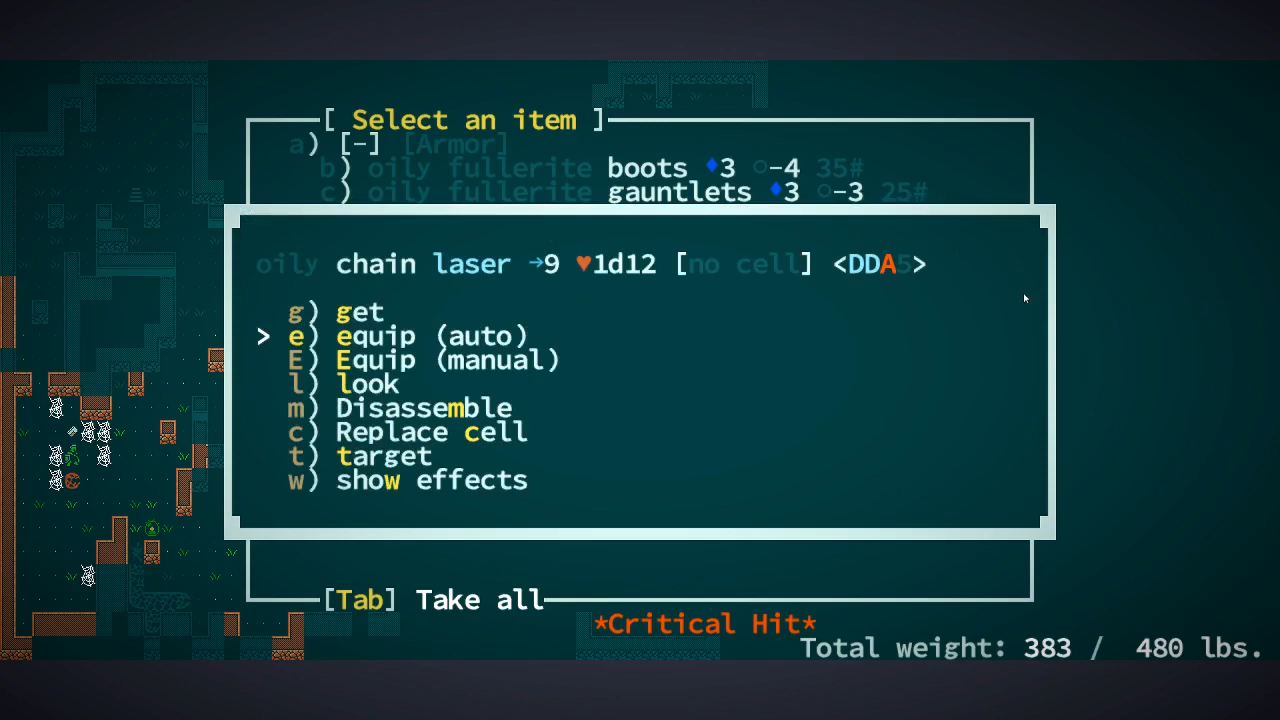 [ Select an item ]
a) [-] [Armor]
b) oily fullerite boots ♦3 ○-4 35#
c) oily fullerite gauntlets ♦3 ○-3 25#
oily chain laser →9 ♥1d12 [no cell] <DDA5>
g) get
> e) equip (auto)
E) Equip (manual)
l) look
m) Disassemble
c) Replace cell
t) target
w) show effects
[Tab] Take all
*Critical Hit*
Total weight: 383 / 480 lbs.